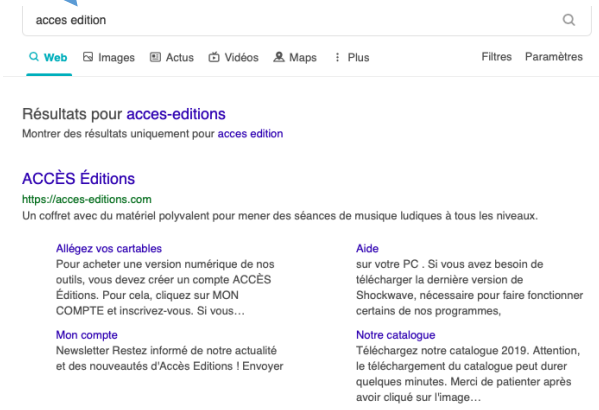 acces edition
Web Images Actus Vidéos Maps Plus Filtres Paramètres
Résultats pour acces-editions
Montrer des résultats uniquement pour acces edition
ACCÈS Éditions
https://acces-editions.com
Un coffret avec du matériel polyvalent pour mener des séances de musique ludiques à tous les niveaux.
Allégez vos cartables
Pour acheter une version numérique de nos
outils, vous devez créer un compte ACCÈS
Éditions. Pour cela, cliquez sur MON
COMPTE et inscrivez-vous. Si vous…
Mon compte
Newsletter Restez informé de notre actualité
et des nouveautés d'Accès Editions ! Envoyer
Aide
sur votre PC . Si vous avez besoin de
télécharger la dernière version de
Shockwave, nécessaire pour faire fonctionner
certains de nos programmes,
Notre catalogue
Téléchargez notre catalogue 2019. Attention,
le téléchargement du catalogue peut durer
quelques minutes. Merci de patienter après
avoir cliqué sur l'image…